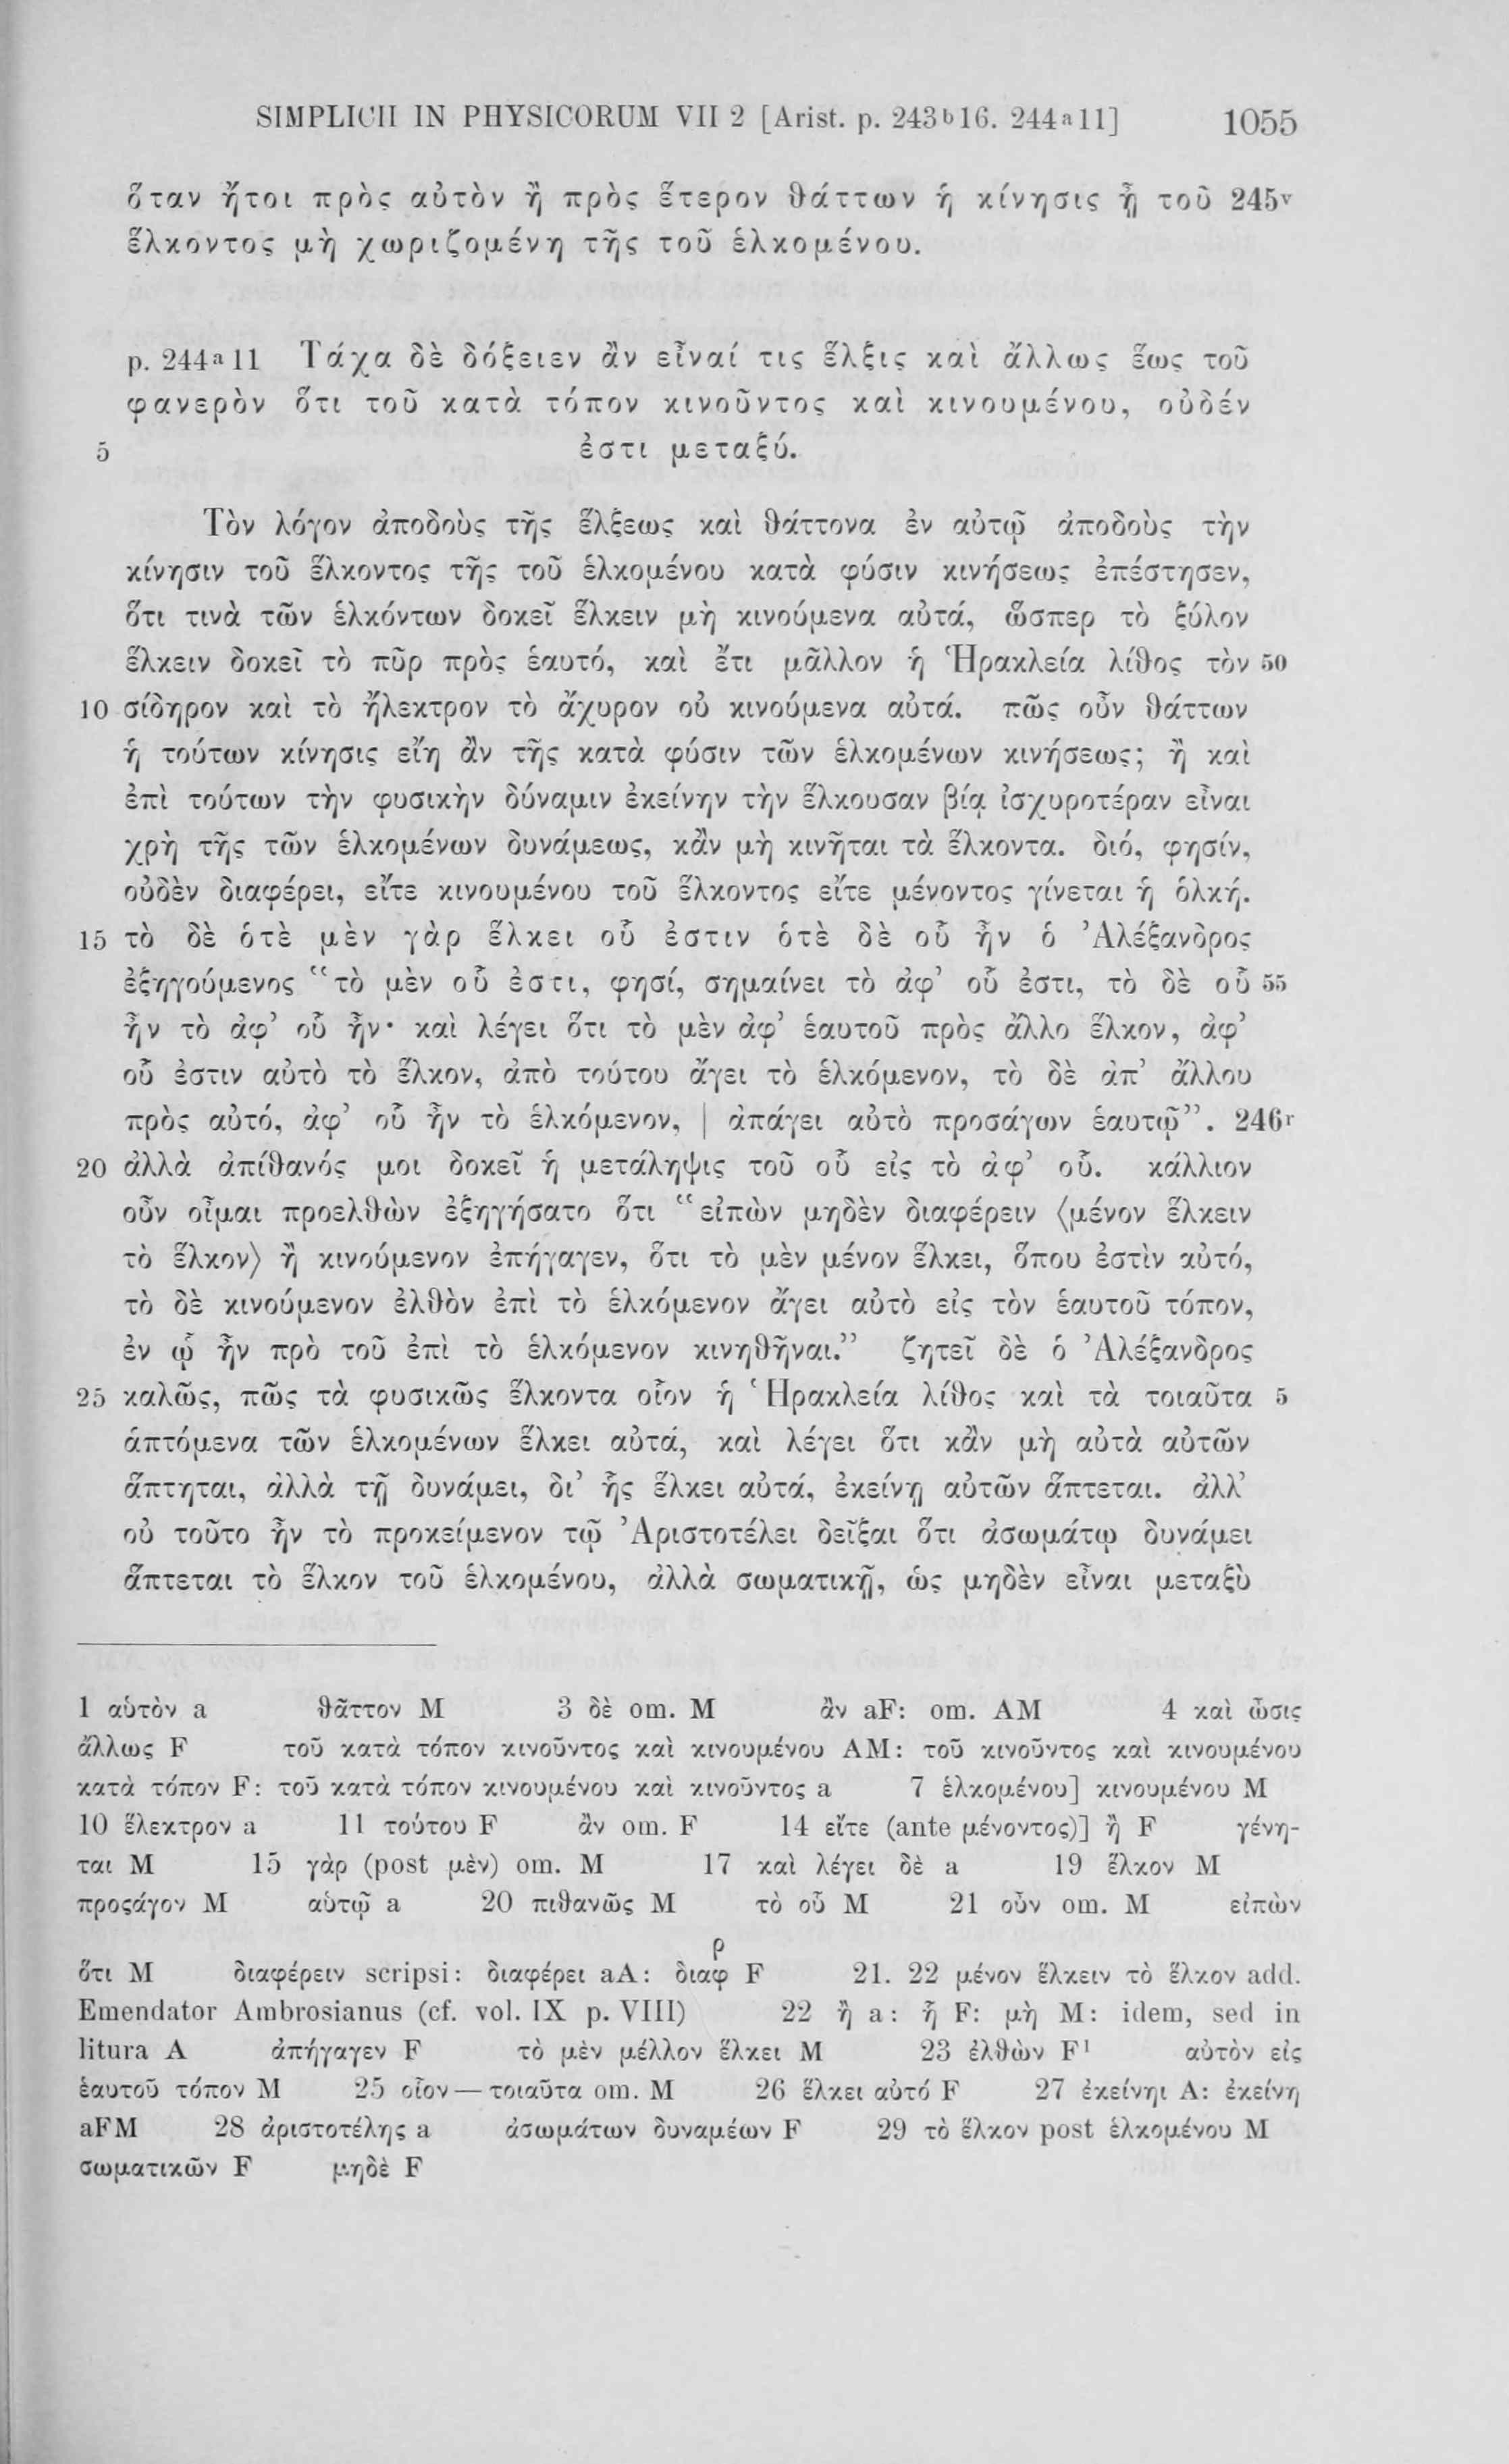 SIMPLICII IN PHYSICORUM VII 2 [Arist. p. 243b16. 244a11] 1055
ὅταν ἤτοι πρὸς αὐτὸν ἢ πρὸς ἕτερον θάττων ἡ κίνησις ᾖ τοῦ 245v
ἕλκοντος μὴ χωριζομένη τῆς τοῦ ἑλκομένου.
p. 244a11 Τάχα δὲ δόξειεν ἂν εἶναί τις ἕλξις καὶ ἄλλως ἕως τοῦ
φανερὸν ὅτι τοῦ κατὰ τόπον κινοῦντος καὶ κινουμένου, οὐδέν
5 ἐστι μεταξύ.
Τὸν λόγον ἀποδοὺς τῆς ἕλξεως καὶ θάττονα ἐν αὐτῷ ἀποδοὺς τὴν
κίνησιν τοῦ ἕλκοντος τῆς τοῦ ἑλκομένου κατὰ φύσιν κινήσεως ἐπέστησεν,
ὅτι τινὰ τῶν ἑλκόντων δοκεῖ ἕλκειν μὴ κινούμενα αὐτά, ὥσπερ τὸ ξύλον
ἕλκειν δοκεῖ τὸ πῦρ πρὸς ἑαυτό, καὶ ἔτι μᾶλλον ἡ Ἡρακλεία λίθος τὸν 50
10 σίδηρον καὶ τὸ ἤλεκτρον τὸ ἄχυρον οὐ κινούμενα αὐτά. πῶς οὖν θάττων
ἡ τούτων κίνησις εἴη ἂν τῆς κατὰ φύσιν τῶν ἑλκομένων κινήσεως; ἢ καὶ
ἐπὶ τούτων τὴν φυσικὴν δύναμιν ἐκείνην τὴν ἕλκουσαν βίᾳ ἰσχυροτέραν εἶναι
χρὴ τῆς τῶν ἑλκομένων δυνάμεως, κἂν μὴ κινῆται τὰ ἕλκοντα. διό, φησίν,
οὐδὲν διαφέρει, εἴτε κινουμένου τοῦ ἕλκοντος εἴτε μένοντος γίνεται ἡ ὁλκή.
15 τὸ δὲ ὁτὲ μὲν γὰρ ἕλκει οὗ ἐστιν ὁτὲ δὲ οὗ ἦν ὁ Ἀλέξανδρος
ἐξηγούμενος “τὸ μὲν οὗ ἐστι, φησί, σημαίνει τὸ ἀφ’ οὗ ἐστι, τὸ δὲ οὗ 55
ἦν τὸ ἀφ’ οὗ ἦν· καὶ λέγει ὅτι τὸ μὲν ἀφ’ ἑαυτοῦ πρὸς ἄλλο ἕλκον, ἀφ’
οὗ ἐστιν αὐτὸ τὸ ἕλκον, ἀπὸ τούτου ἄγει τὸ ἑλκόμενον, τὸ δὲ ἀπ’ ἄλλου
πρὸς αὐτό, ἀφ’ οὗ ἦν τὸ ἑλκόμενον, | ἀπάγει αὐτὸ προσάγων ἑαυτῷ”. 246r
20 ἀλλὰ ἀπίθανός μοι δοκεῖ ἡ μετάληψις τοῦ οὗ εἰς τὸ ἀφ’ οὗ. κάλλιον
οὖν οἶμαι προελθὼν ἐξηγήσατο ὅτι “εἰπὼν μηδὲν διαφέρειν 〈μένον ἕλκειν
τὸ ἕλκον〉 ἢ κινούμενον ἐπήγαγεν, ὅτι τὸ μὲν μένον ἕλκει, ὅπου ἐστὶν αὐτό,
τὸ δὲ κινούμενον ἐλθὸν ἐπὶ τὸ ἑλκόμενον ἄγει αὐτὸ εἰς τὸν ἑαυτοῦ τόπον,
ἐν ᾧ ἦν πρὸ τοῦ ἐπὶ τὸ ἑλκόμενον κινηθῆναι.” ζητεῖ δὲ ὁ Ἀλέξανδρος
25 καλῶς, πῶς τὰ φυσικῶς ἕλκοντα οἷον ἡ Ἡρακλεία λίθος καὶ τὰ τοιαῦτα 5
ἁπτόμενα τῶν ἑλκομένων ἕλκει αὐτά, καὶ λέγει ὅτι κἂν μὴ αὐτὰ αὐτῶν
ἅπτηται, ἀλλὰ τῇ δυνάμει, δι’ ἧς ἕλκει αὐτά, ἐκείνῃ αὐτῶν ἅπτεται. ἀλλ’
οὐ τοῦτο ἦν τὸ προκείμενον τῷ Ἀριστοτέλει δεῖξαι ὅτι ἀσωμάτῳ δυνάμει
ἅπτεται τὸ ἕλκον τοῦ ἑλκομένου, ἀλλὰ σωματικῇ, ὡς μηδὲν εἶναι μεταξὺ
1 αὑτὸν a θᾶττον M 3 δὲ om. M ἂν aF: om. AM 4 καὶ ὦσις
ἄλλως F τοῦ κατὰ τόπον κινοῦντος καὶ κινουμένου AM: τοῦ κινοῦντος καὶ κινουμένου
κατὰ τόπον F: τοῦ κατὰ τόπον κινουμένου καὶ κινοῦντος a 7 ἑλκομένου] κινουμένου M
10 ἕλεκτρον a 11 τούτου F ἂν om. F 14 εἴτε (ante μένοντος)] ἢ F γένη-
ται M 15 γὰρ (post μὲν) om. M 17 καὶ λέγει δὲ a 19 ἕλκον M
προςάγον M αὑτῷ a 20 πιθανῶς M τὸ οὗ M 21 οὖν om. M εἰπὼν
ὅτι M διαφέρειν scripsi: διαφέρει aA: διαφρ F 21. 22 μένον ἕλκειν τὸ ἕλκον add.
Emendator Ambrosianus (cf. vol. IX p. VIII) 22 ἢ a: ᾗ F: μὴ M: idem, sed in
litura A ἀπήγαγεν F τὸ μὲν μέλλον ἕλκει M 23 ἐλθὼν F1 αὐτὸν εἰς
ἑαυτοῦ τόπον M 25 οἷον — τοιαῦτα om. M 26 ἕλκει αὐτό F 27 ἐκείνηι A: ἐκείνη
aFM 28 ἀριστοτέλης a ἀσωμάτων δυναμέων F 29 τὸ ἕλκον post ἑλκομένου M
σωματικῶν F μηδὲ F